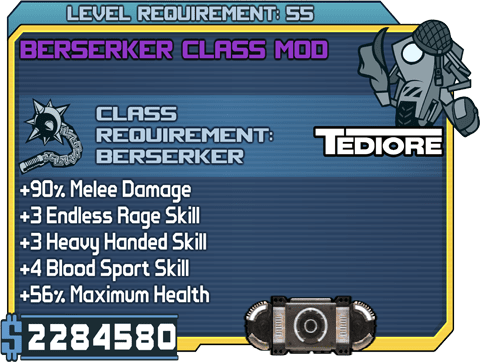 LEVEL REQUIREMENT: 55
BERSERKER CLASS MOD
CLASS
REQUIREMENT:
BERSERKER
TEDIORE
+90% Melee Damage
+3 Endless Rage Skill
+3 Heavy Handed Skill
+4 Blood Sport Skill
+56% Maximum Health
$2284580